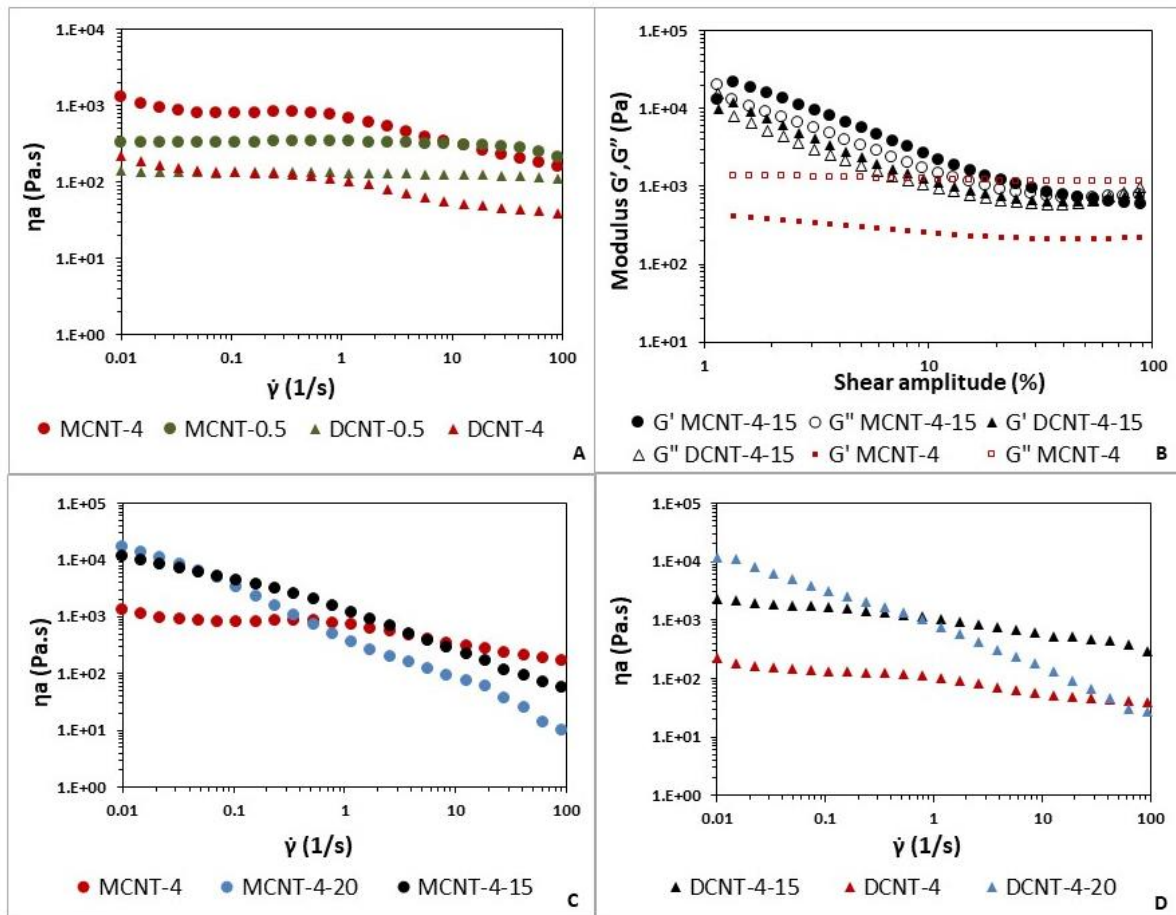 1.E+04
1.E+03
1.E+02
1.E+01
1.E+00
ηa (Pa.s)
0.01 0.1 1 10 100
γ̇ (1/s)
MCNT-4 MCNT-0.5 DCNT-0.5 DCNT-4
A
1.E+05
1.E+04
1.E+03
1.E+02
1.E+01
Modulus G',G" (Pa)
1 10 100
Shear amplitude (%)
G' MCNT-4-15 G" MCNT-4-15 G' DCNT-4-15
G" DCNT-4-15 G' MCNT-4 G" MCNT-4
B
1.E+05
1.E+04
1.E+03
1.E+02
1.E+01
1.E+00
ηa (Pa.s)
0.01 0.1 1 10 100
γ̇ (1/s)
MCNT-4 MCNT-4-20 MCNT-4-15
C
1.E+05
1.E+04
1.E+03
1.E+02
1.E+01
1.E+00
ηa (Pa.s)
0.01 0.1 1 10 100
γ̇ (1/s)
DCNT-4-15 DCNT-4 DCNT-4-20
D